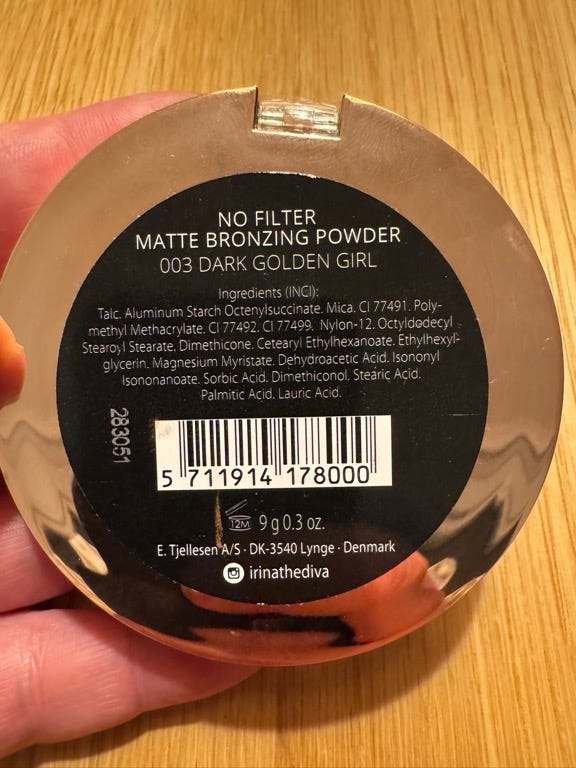 NO FILTER
MATTE BRONZING POWDER
003 DARK GOLDEN GIRL
Ingredients (INCI):
Talc. Aluminum Starch Octenylsuccinate. Mica. CI 77491. Poly-
methyl Methacrylate. CI 77492. CI 77499. Nylon-12. Octyldodecyl
Stearoyl Stearate. Dimethicone. Cetearyl Ethylhexanoate. Ethylhexyl-
glycerin. Magnesium Myristate. Dehydroacetic Acid. Isononyl
Isononanoate. Sorbic Acid. Dimethiconol. Stearic Acid.
Palmitic Acid. Lauric Acid.
283051
5 711914 178000
12M 9 g 0.3 oz.
E. Tjellesen A/S · DK-3540 Lynge · Denmark
irinathediva